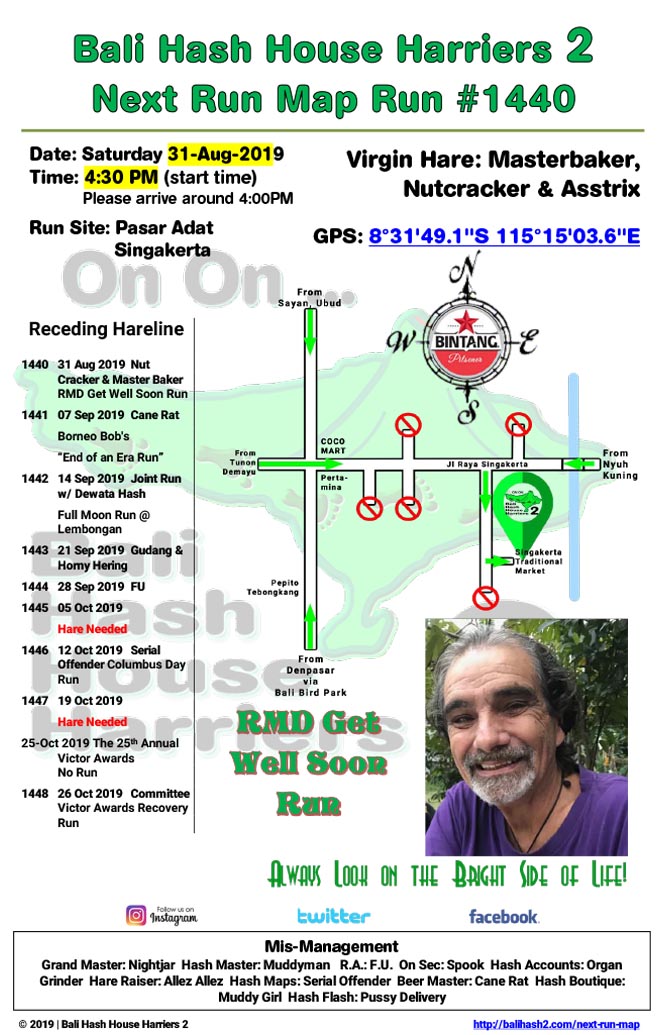 Bali Hash House Harriers 2
Next Run Map Run #1440
Date: Saturday 31-Aug-2019
Time: 4:30 PM (start time)
Please arrive around 4:00PM
Run Site: Pasar Adat
Singakerta
Virgin Hare: Masterbaker,
Nutcracker & Asstrix
GPS: 8°31'49.1"S 115°15'03.6"E
On On ..
Receding Hareline
1440 31 Aug 2019 Nut
Cracker & Master Baker
RMD Get Well Soon Run
1441 07 Sep 2019 Cane Rat
Borneo Bob's
"End of an Era Run"
1442 14 Sep 2019 Joint Run
w/ Dewata Hash
Full Moon Run @
Lembongan
1443 21 Sep 2019 Gudang &
Horny Hering
1444 28 Sep 2019 FU
1445 05 Oct 2019
Hare Needed
1446 12 Oct 2019 Serial
Offender Columbus Day
Run
1447 19 Oct 2019
Hare Needed
25-Oct 2019 The 25th Annual
Victor Awards
No Run
1448 26 Oct 2019 Committee
Victor Awards Recovery
Run
Bali
Hash
House
Harriers
From
Sayan, Ubud
N
W
E
S
BINTANG
Pilsener
COCO
MART
From
Tunon
Demayu
Perta-
mina
Jl Raya Singakerta
From
Nyuh
Kuning
ON ON
Bali
Hash
House
Harriers 2
Singakerta
Traditional
Market
Pepito
Tebongkang
From
Denpasar
via
Bali Bird Park
RMD Get
Well Soon
Run
Always Look on the Bright Side of Life!
Follow us on
Instagram
twitter
facebook.
Mis-Management
Grand Master: Nightjar Hash Master: Muddyman R.A.: F.U. On Sec: Spook Hash Accounts: Organ
Grinder Hare Raiser: Allez Allez Hash Maps: Serial Offender Beer Master: Cane Rat Hash Boutique:
Muddy Girl Hash Flash: Pussy Delivery
© 2019 | Bali Hash House Harriers 2
http://balihash2.com/next-run-map